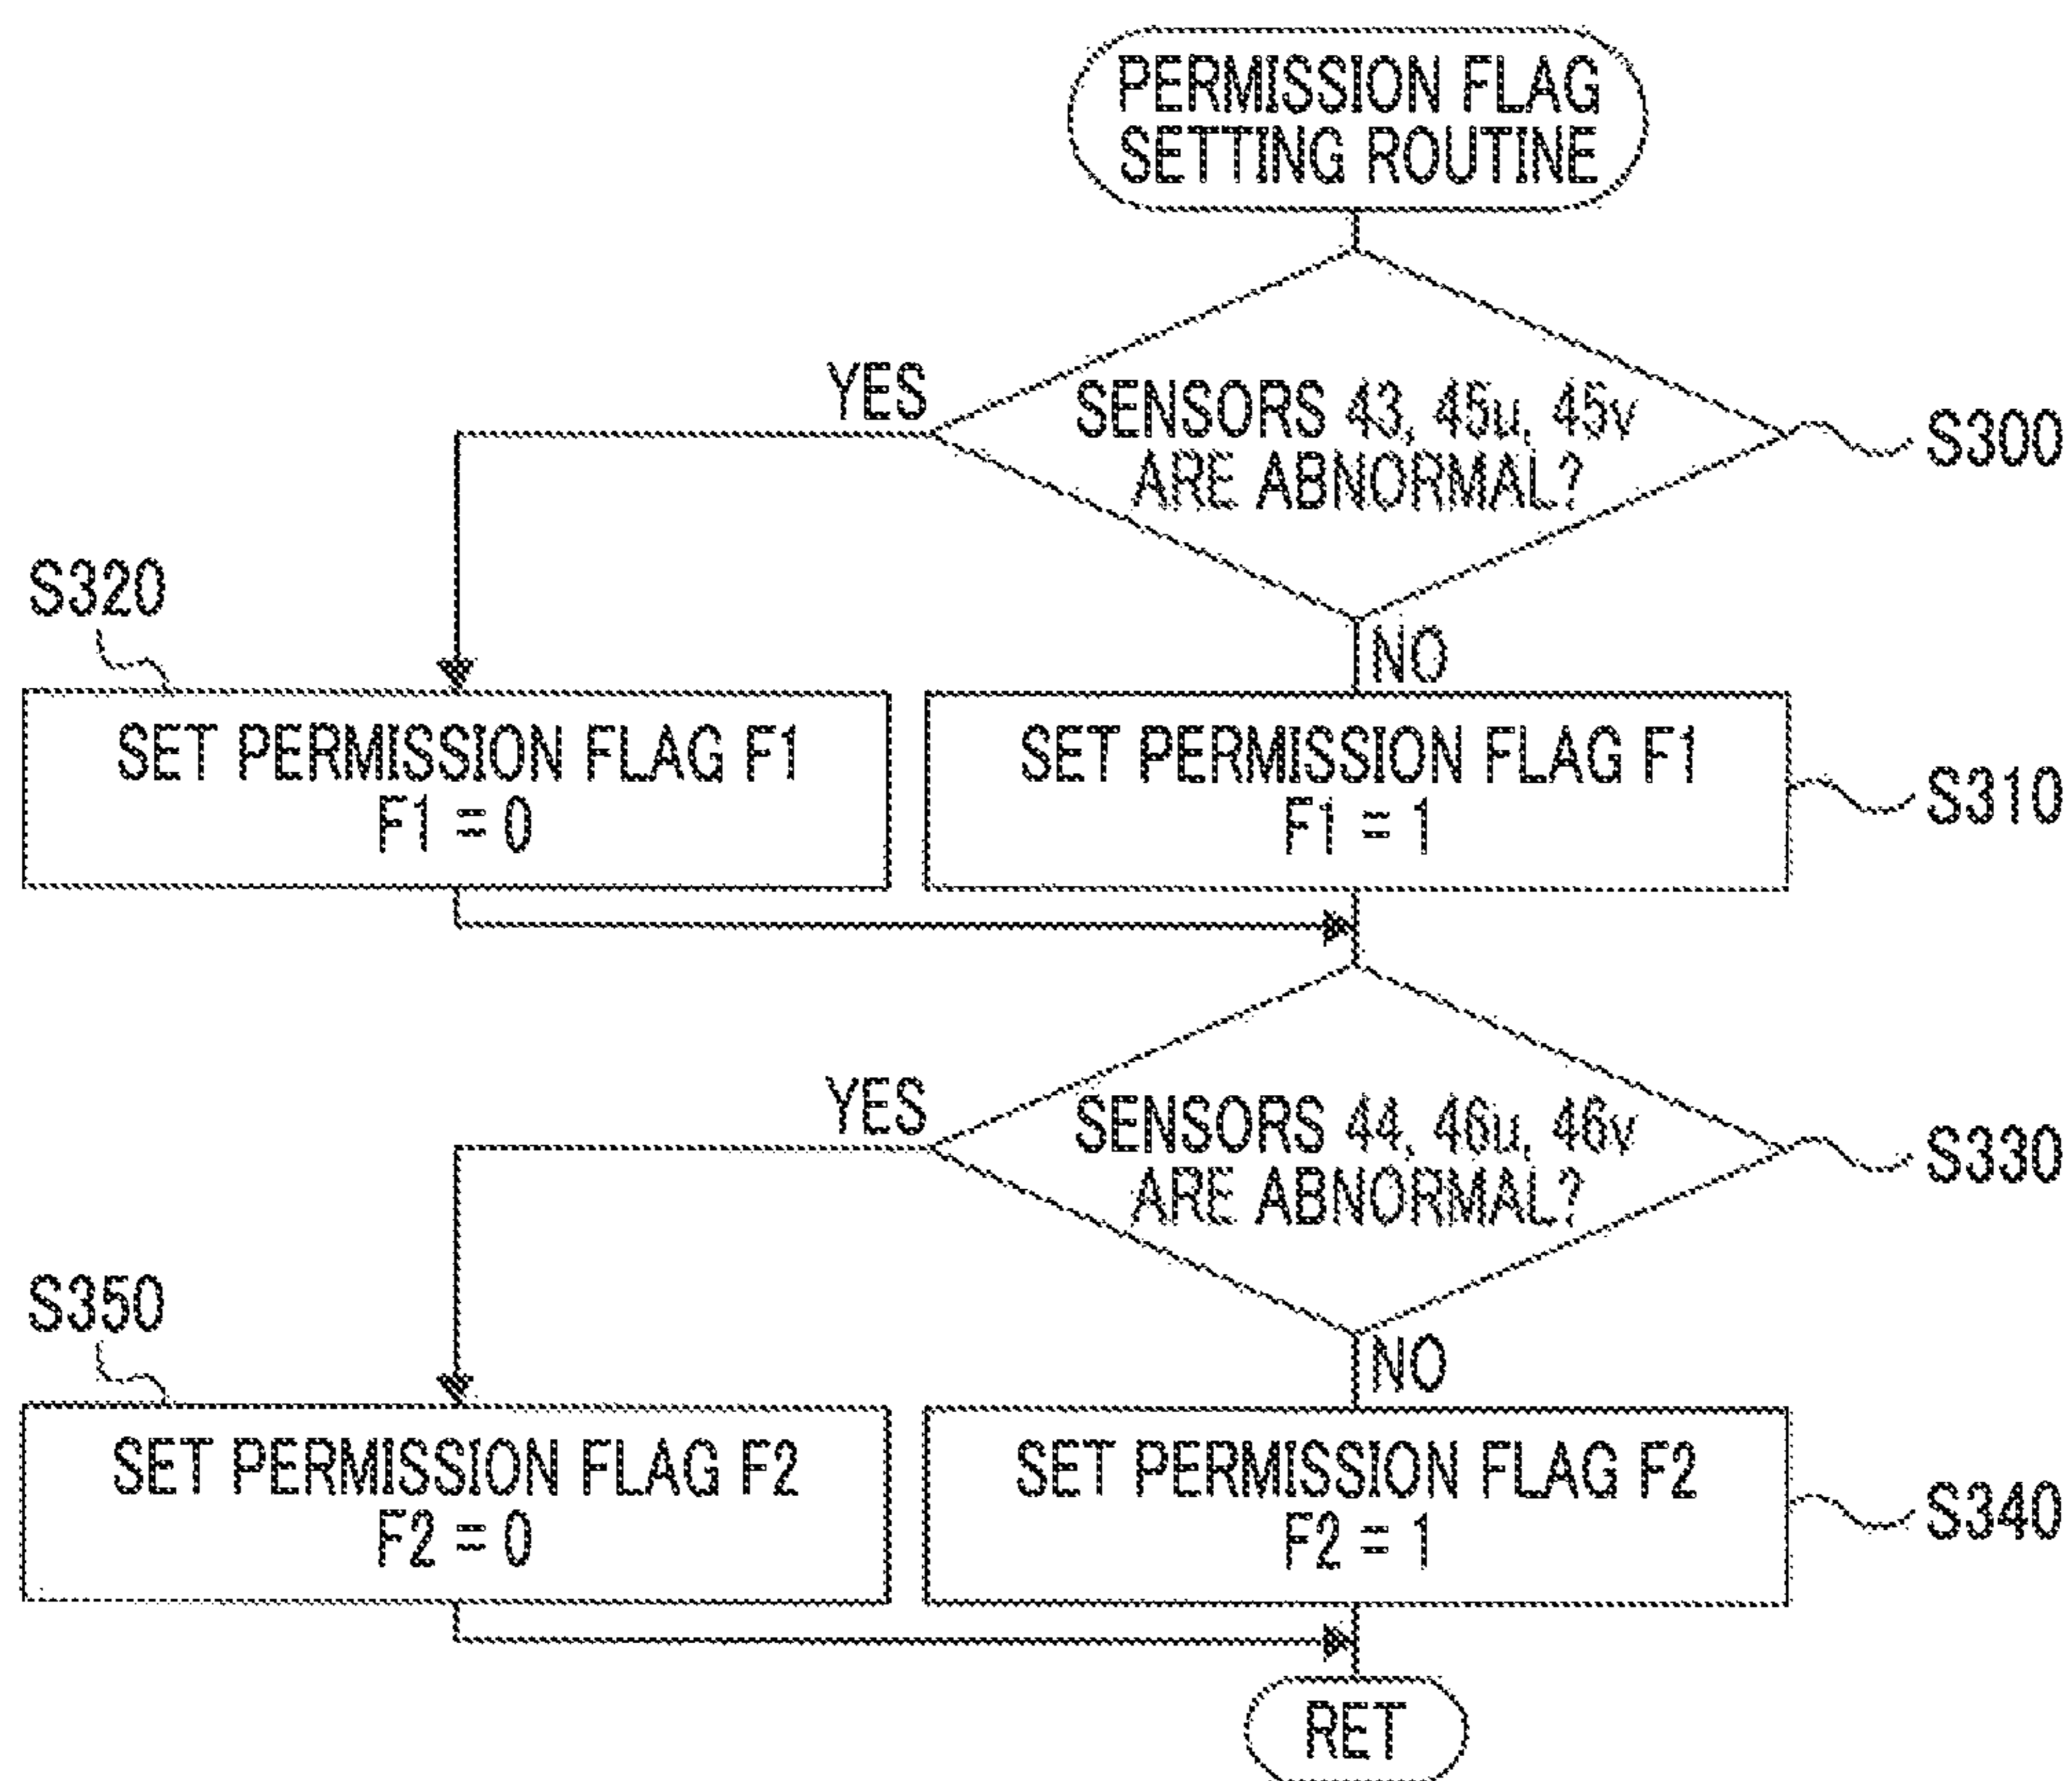 PERMISSION FLAG
SETTING ROUTINE
YES
SENSORS 43, 45u, 45v
ARE ABNORMAL?
S300
S320
NO
SET PERMISSION FLAG F1
F1 = 0
SET PERMISSION FLAG F1
F1 = 1
S310
YES
SENSORS 44, 46u, 46v
ARE ABNORMAL?
S330
S350
NO
SET PERMISSION FLAG F2
F2 = 0
SET PERMISSION FLAG F2
F2 = 1
S340
RET